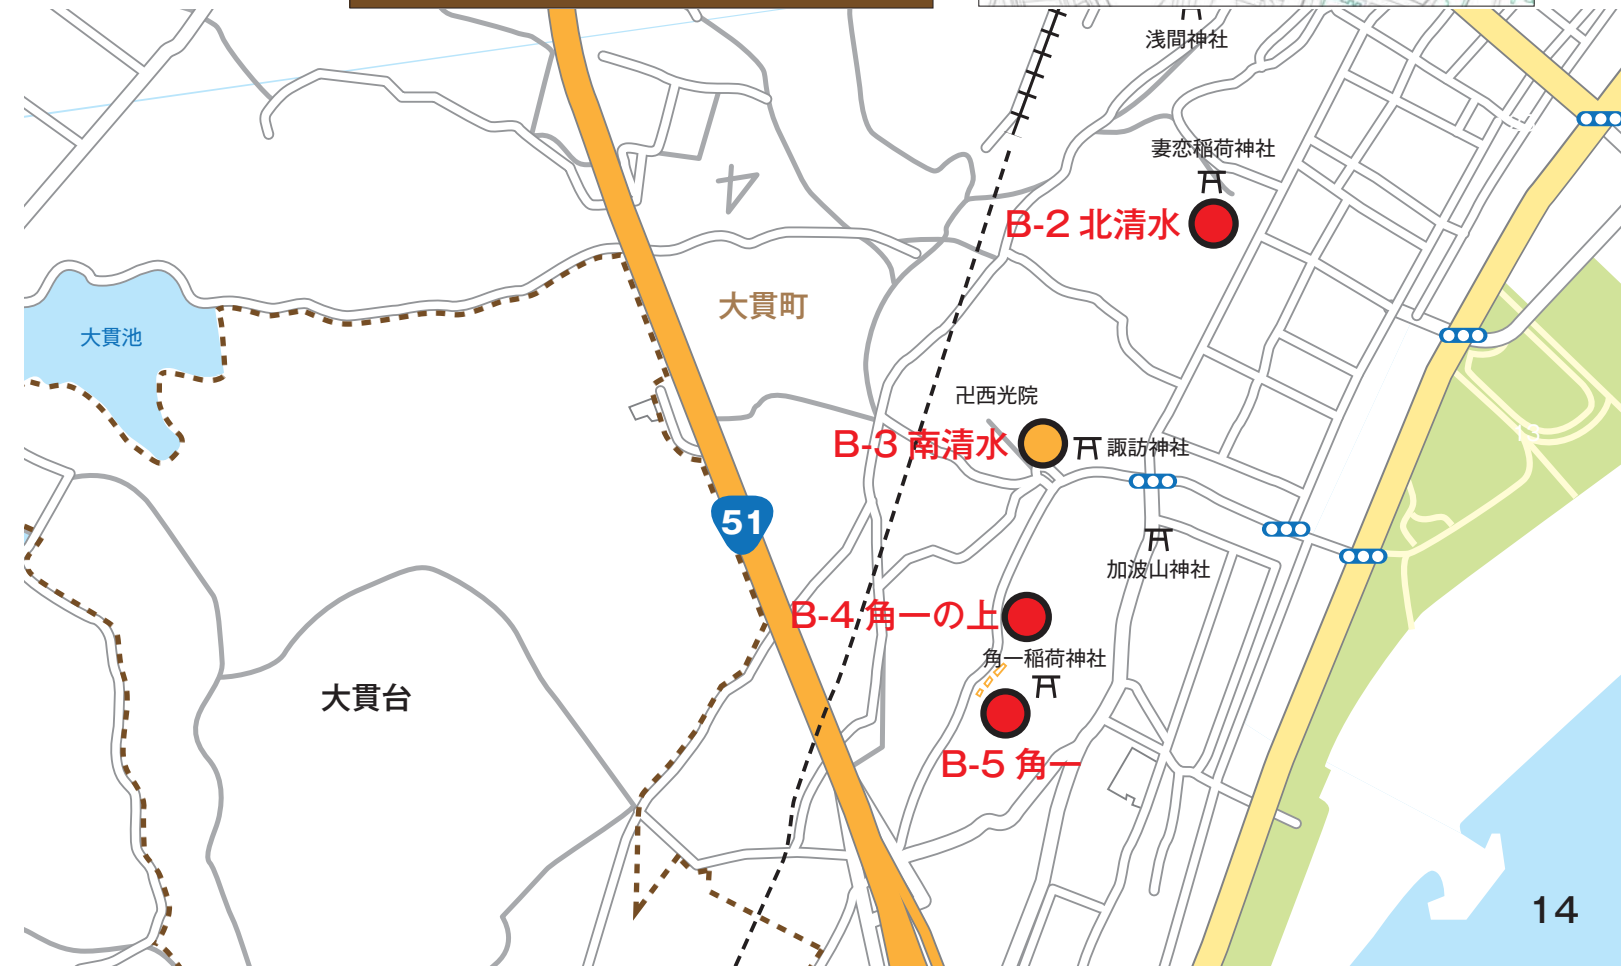 浅間神社
妻恋稲荷神社
B-2 北清水
大貫町
大貫池
卍西光院
B-3 南清水
諏訪神社
13
51
加波山神社
B-4 角一の上
角一稲荷神社
大貫台
B-5 角一
14